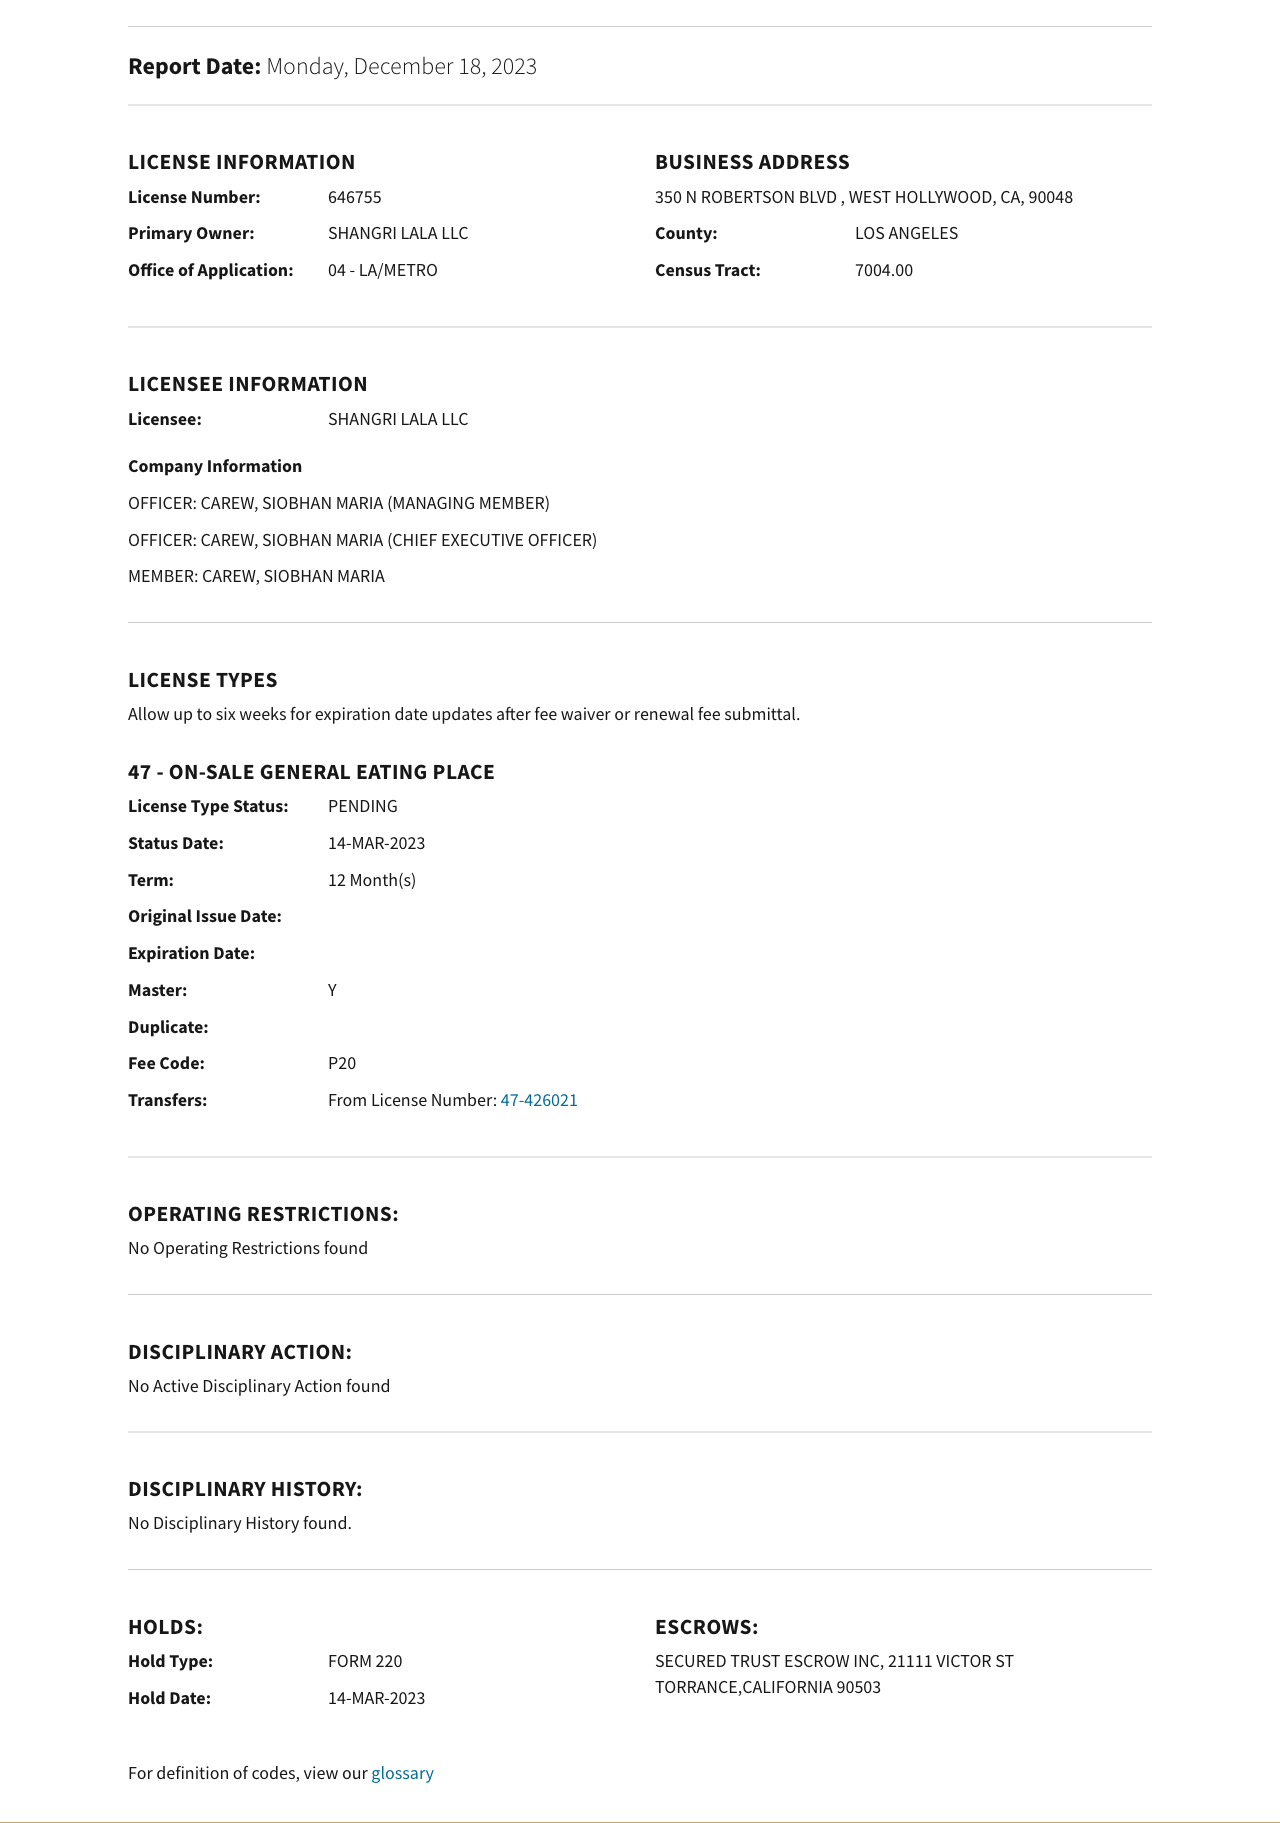 Report Date: Monday, December 18, 2023
LICENSE INFORMATION
License Number: 646755
Primary Owner: SHANGRI LALA LLC
Office of Application: 04 - LA/METRO
BUSINESS ADDRESS
350 N ROBERTSON BLVD , WEST HOLLYWOOD, CA, 90048
County: LOS ANGELES
Census Tract: 7004.00
LICENSEE INFORMATION
Licensee: SHANGRI LALA LLC
Company Information
OFFICER: CAREW, SIOBHAN MARIA (MANAGING MEMBER)
OFFICER: CAREW, SIOBHAN MARIA (CHIEF EXECUTIVE OFFICER)
MEMBER: CAREW, SIOBHAN MARIA
LICENSE TYPES
Allow up to six weeks for expiration date updates after fee waiver or renewal fee submittal.
47 - ON-SALE GENERAL EATING PLACE
License Type Status: PENDING
Status Date: 14-MAR-2023
Term: 12 Month(s)
Original Issue Date:
Expiration Date:
Master: Y
Duplicate:
Fee Code: P20
Transfers: From License Number: 47-426021
OPERATING RESTRICTIONS:
No Operating Restrictions found
DISCIPLINARY ACTION:
No Active Disciplinary Action found
DISCIPLINARY HISTORY:
No Disciplinary History found.
HOLDS:
Hold Type: FORM 220
Hold Date: 14-MAR-2023
ESCROWS:
SECURED TRUST ESCROW INC, 21111 VICTOR ST
TORRANCE,CALIFORNIA 90503
For definition of codes, view our glossary